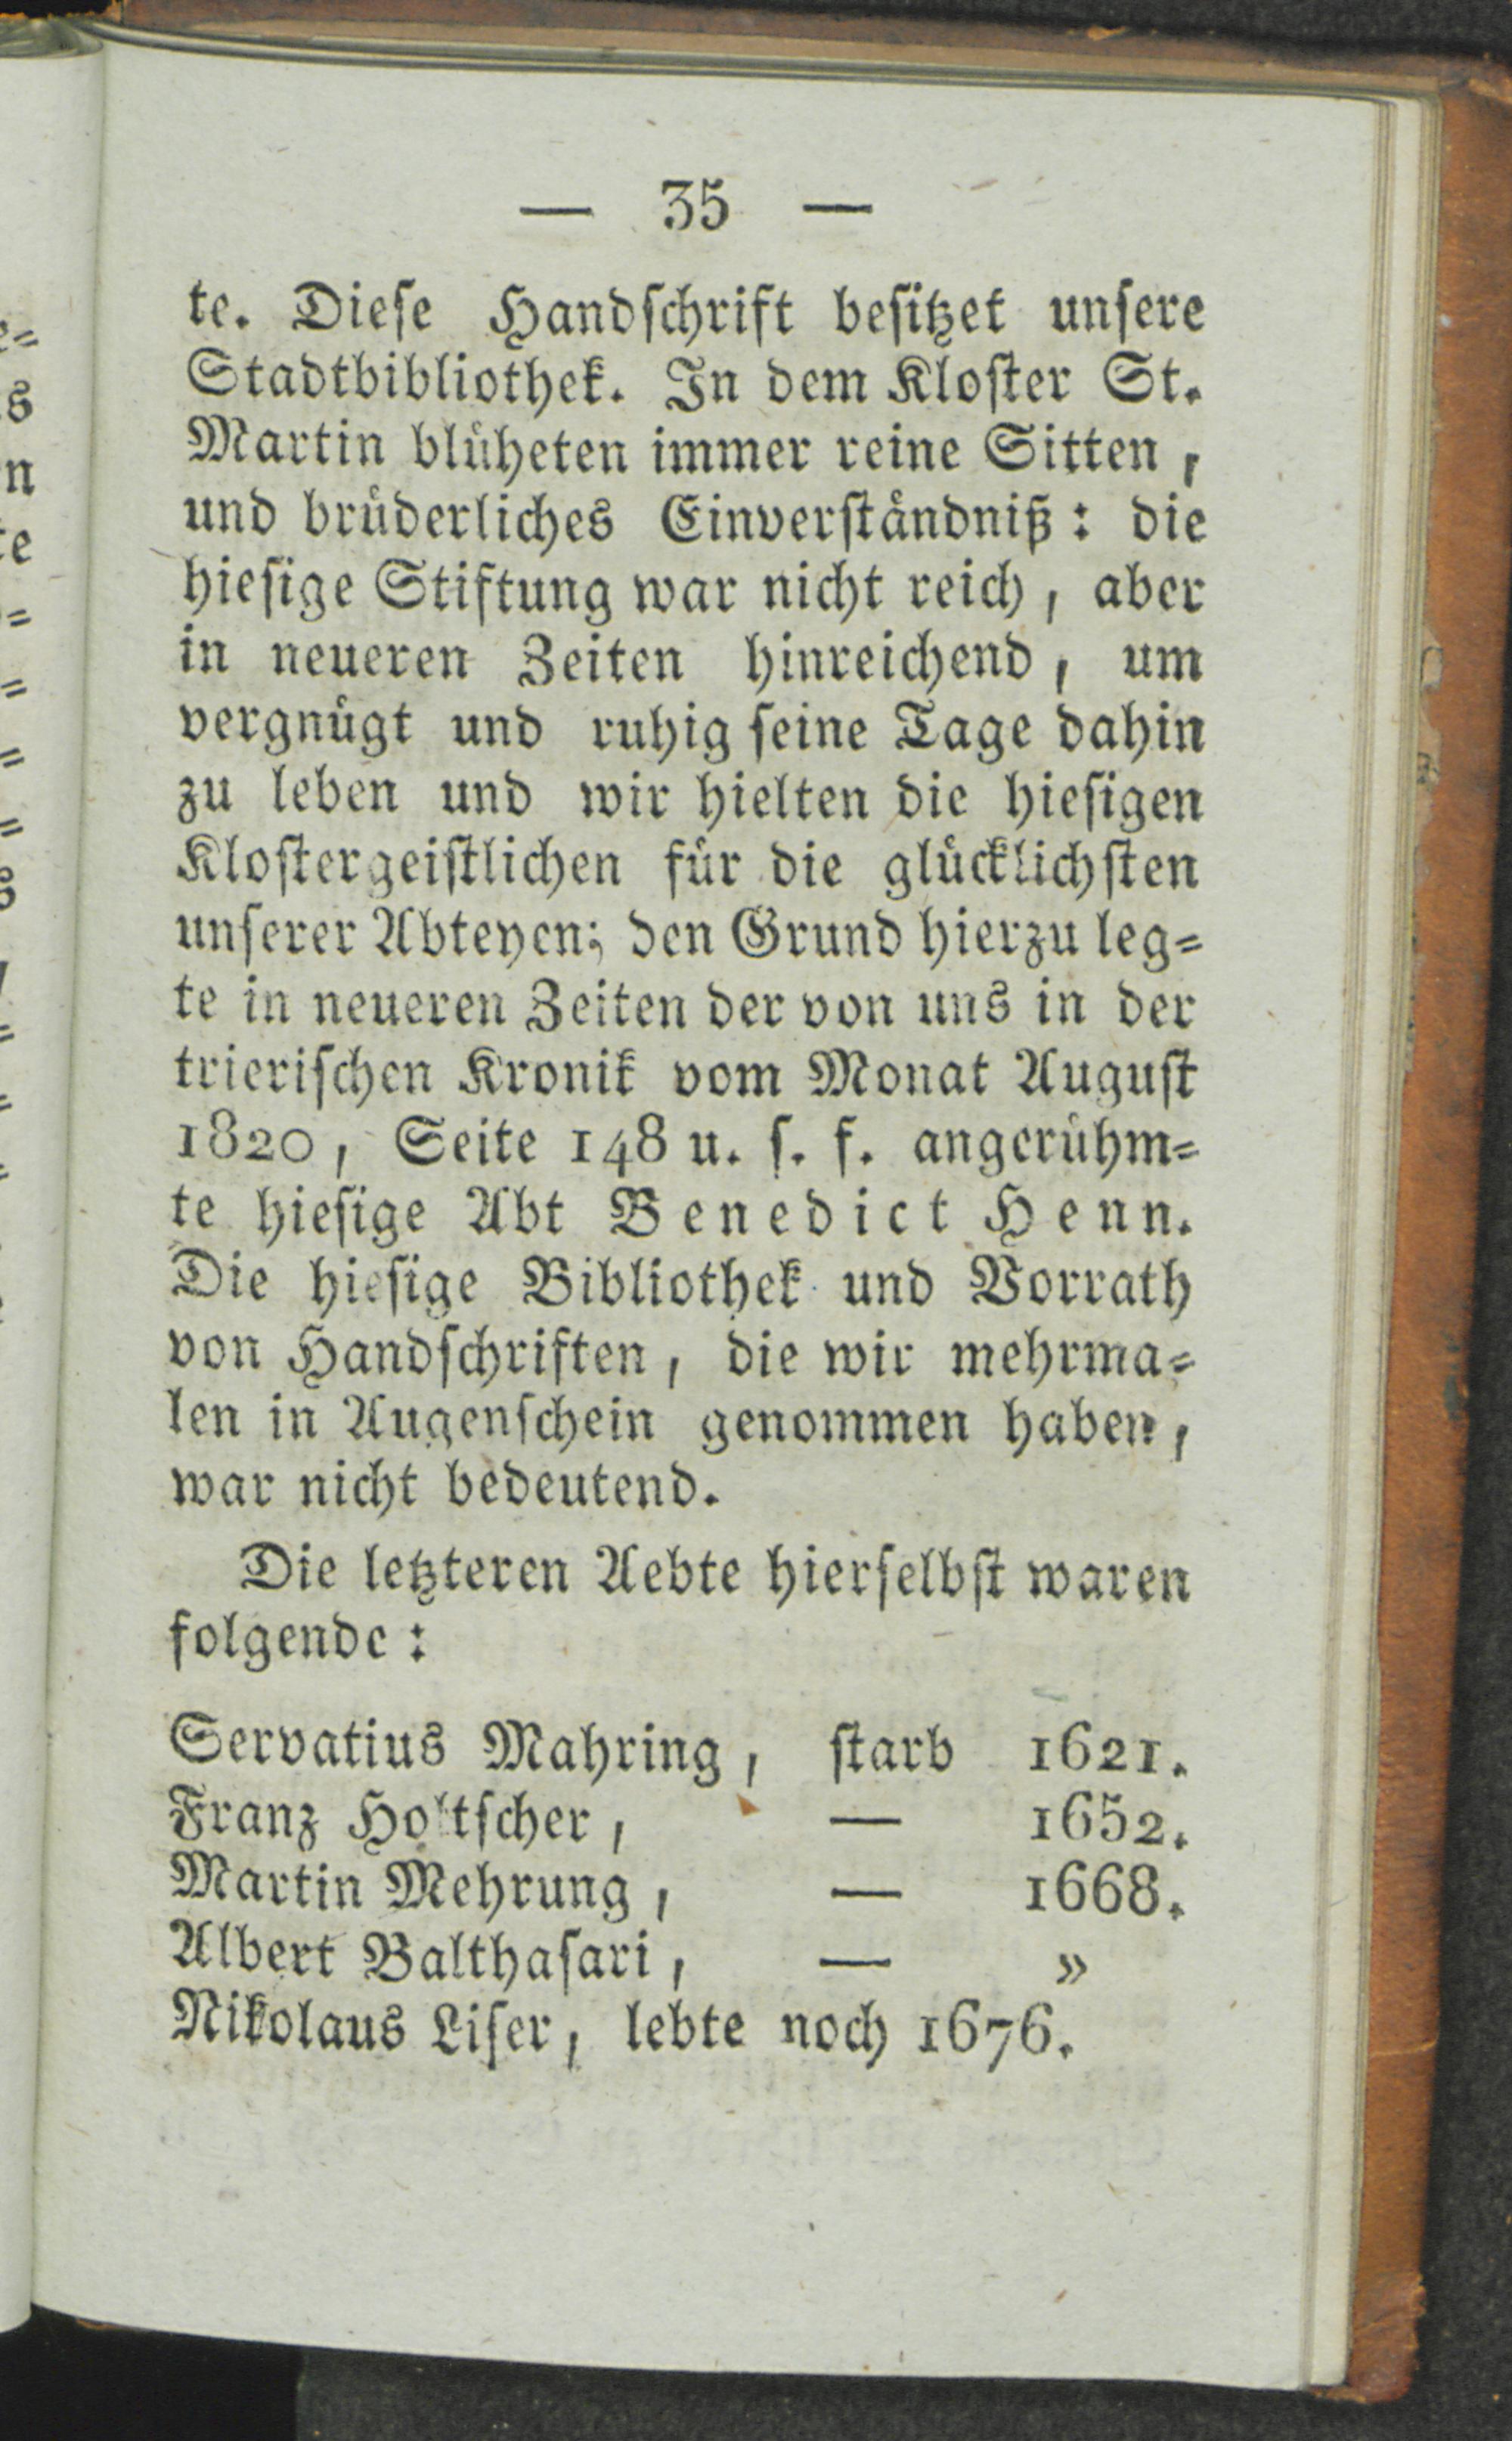 — 35 —
te. Diese Handschrift besitzet unsere
Stadtbibliothek. In dem Kloster St.
Martin blüheten immer reine Sitten,
und brüderliches Einverständniß: die
hiesige Stiftung war nicht reich, aber
in neueren Zeiten hinreichend, um
vergnügt und ruhig seine Tage dahin
zu leben und wir hielten die hiesigen
Klostergeistlichen für die glücklichsten
unserer Abteyen; den Grund hierzu leg=
te in neueren Zeiten der von uns in der
trierischen Kronik vom Monat August
1820, Seite 148 u. s. f. angerühm=
te hiesige Abt Benedict Henn.
Die hiesige Bibliothek und Vorrath
von Handschriften, die wir mehrma=
len in Augenschein genommen haben,
war nicht bedeutend.
Die letzteren Aebte hierselbst waren
folgende:
Servatius Mahring, starb 1621.
Franz Holtscher, — 1652.
Martin Mehrung, — 1668.
Albert Balthasari, — »
Nikolaus Liser, lebte noch 1676.